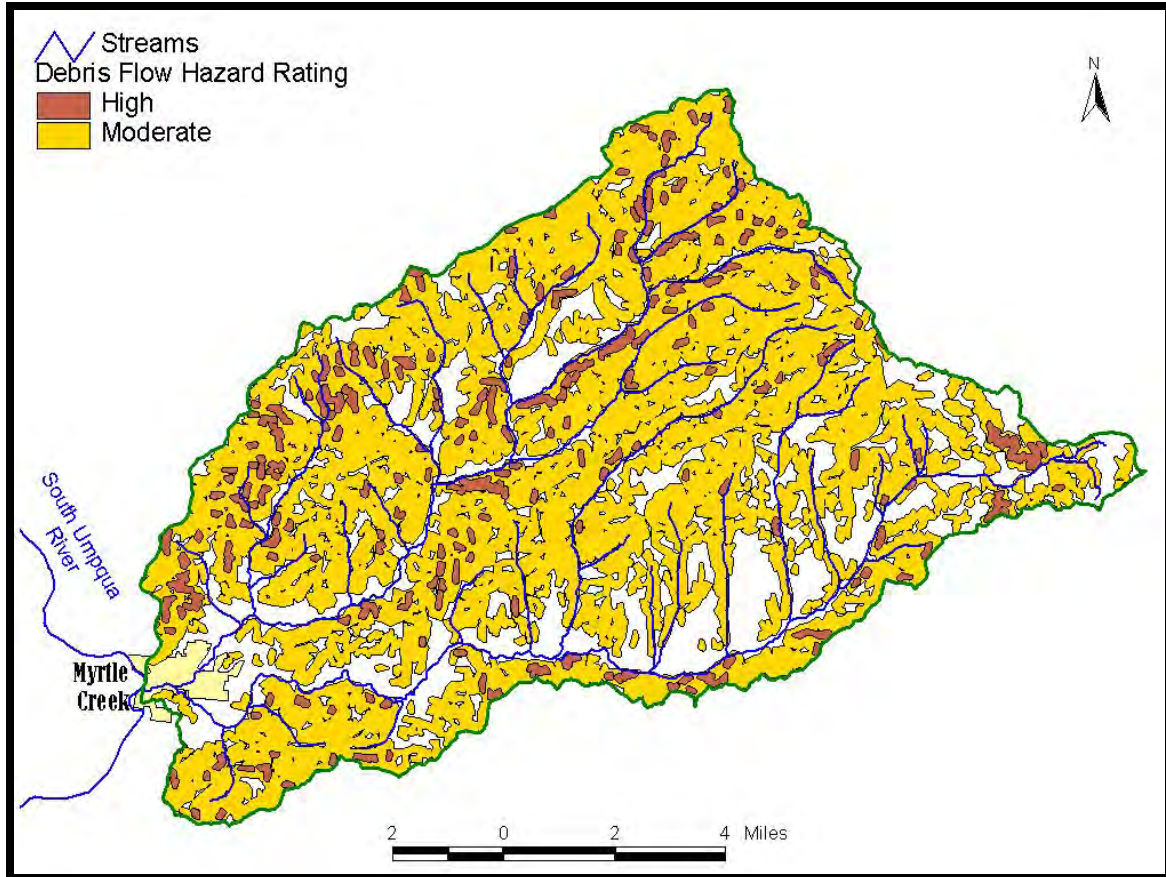 Streams
Debris Flow Hazard Rating
High
Moderate
N
South Umpqua
River
Myrtle
Creek
2 0 2 4 Miles